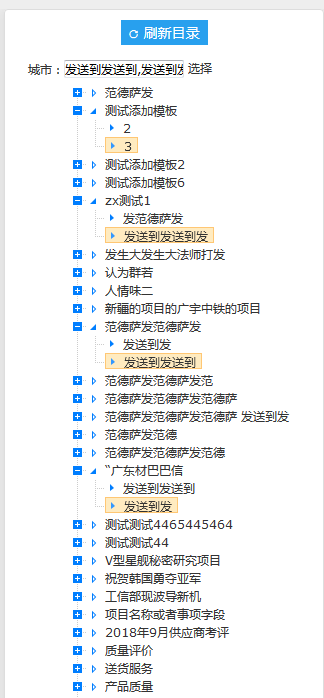 刷新目录
城市：发送到发送到,发送到发 选择
范德萨发
测试添加模板
2
3
测试添加模板2
测试添加模板6
zx测试1
发范德萨发
发送到发送到发
发生大发生大法师打发
认为群若
人情味二
新疆的项目的广宇中铁的项目
范德萨发范德萨发
发送到发
发送到发送到
范德萨发范德萨发范
范德萨发范德萨发范德萨
范德萨发范德萨发范德萨 发送到发
范德萨发范德
范德萨发范德萨发范德
“广东材巴巴信
发送到发送到
发送到发
测试测试4465445464
测试测试44
V型星舰秘密研究项目
祝贺韩国勇夺亚军
工信部现波导新机
项目名称或者事项字段
2018年9月供应商考评
质量评价
送货服务
产品质量